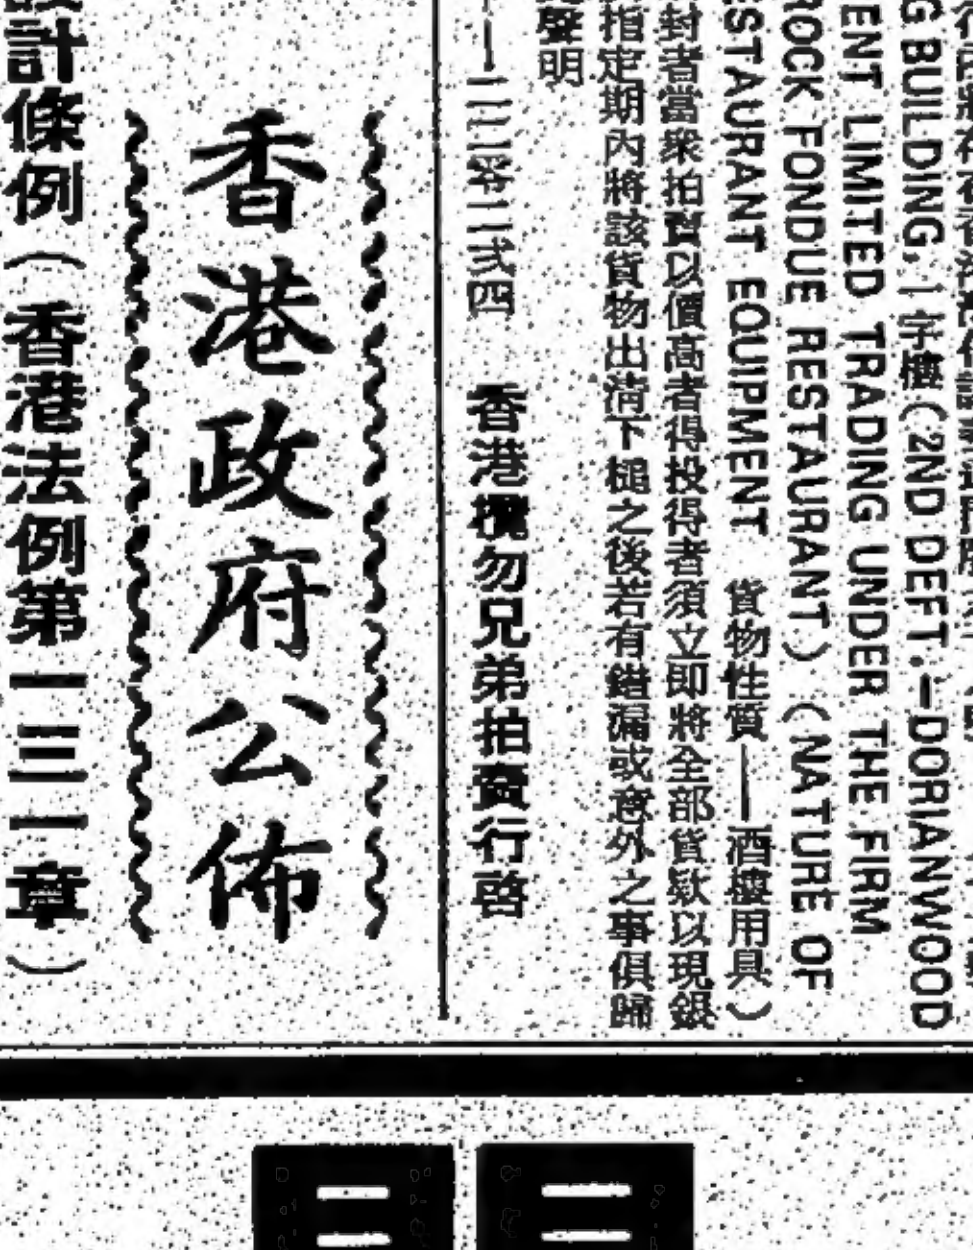 G BUILDING, 一字樓(2ND DEFT.—DORIANWOOD
ENT LIMITED TRADING UNDER THE FIRM
ROCK FONDUE RESTAURANT)(NATURE OF
ESTAURANT EQUIPMENT 貨物性質——酒樓用具)
封者當衆拍賣以價高者得投得者須立即將全部貨欵以現銀
指定期內將該貨物出清下槌之後若有錯漏或意外之事俱歸
聲明
香港攬勿兄弟拍賣行啓
香港政府公佈
設計條例(香港法例第一三一章)